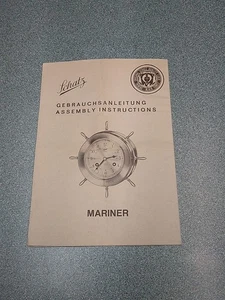 Schatz
GEBRAUCHSANLEITUNG
ASSEMBLY INSTRUCTIONS
MARINER